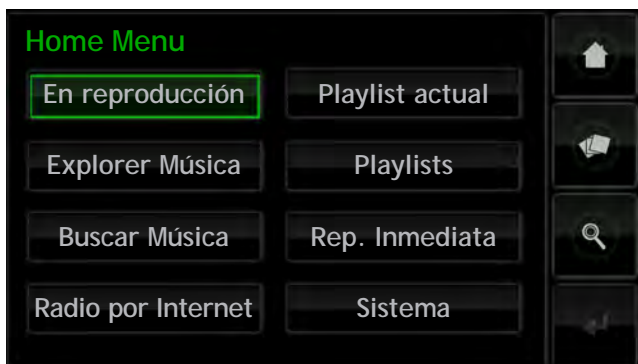 Home Menu
En reproducción Playlist actual
Explorer Música Playlists
Buscar Música Rep. Inmediata
Radio por Internet Sistema